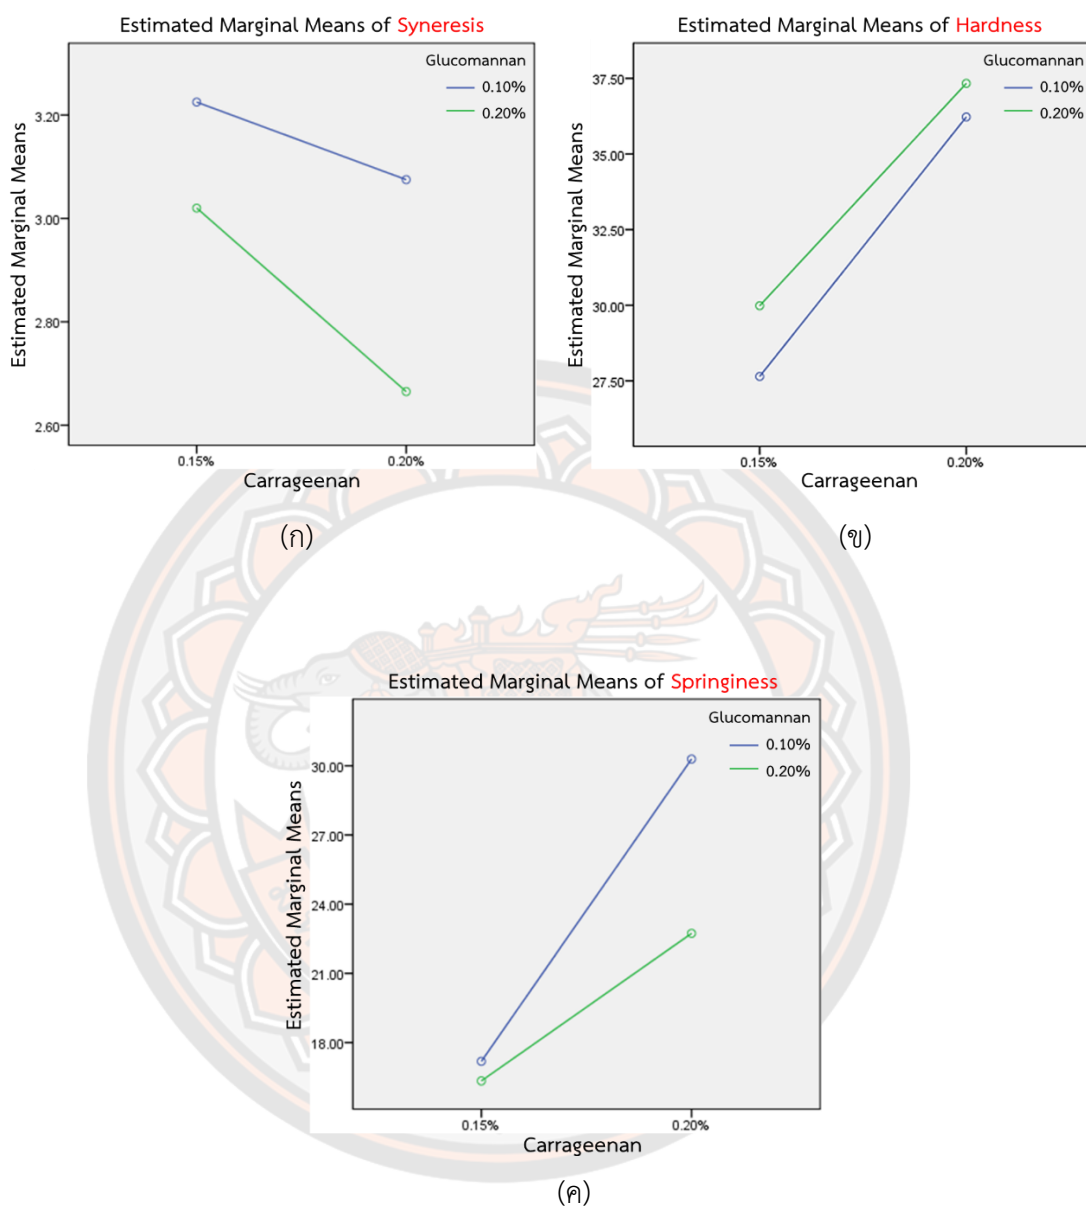 Estimated Marginal Means of Syneresis
Glucomannan
0.10%
0.20%
Estimated Marginal Means
3.20
3.00
2.80
2.60
0.15%
0.20%
Carrageenan
(ก)
Estimated Marginal Means of Hardness
Glucomannan
0.10%
0.20%
Estimated Marginal Means
37.50
35.00
32.50
30.00
27.50
0.15%
0.20%
Carrageenan
(ข)
Estimated Marginal Means of Springiness
Glucomannan
0.10%
0.20%
Estimated Marginal Means
30.00
27.00
24.00
21.00
18.00
0.15%
0.20%
Carrageenan
(ค)